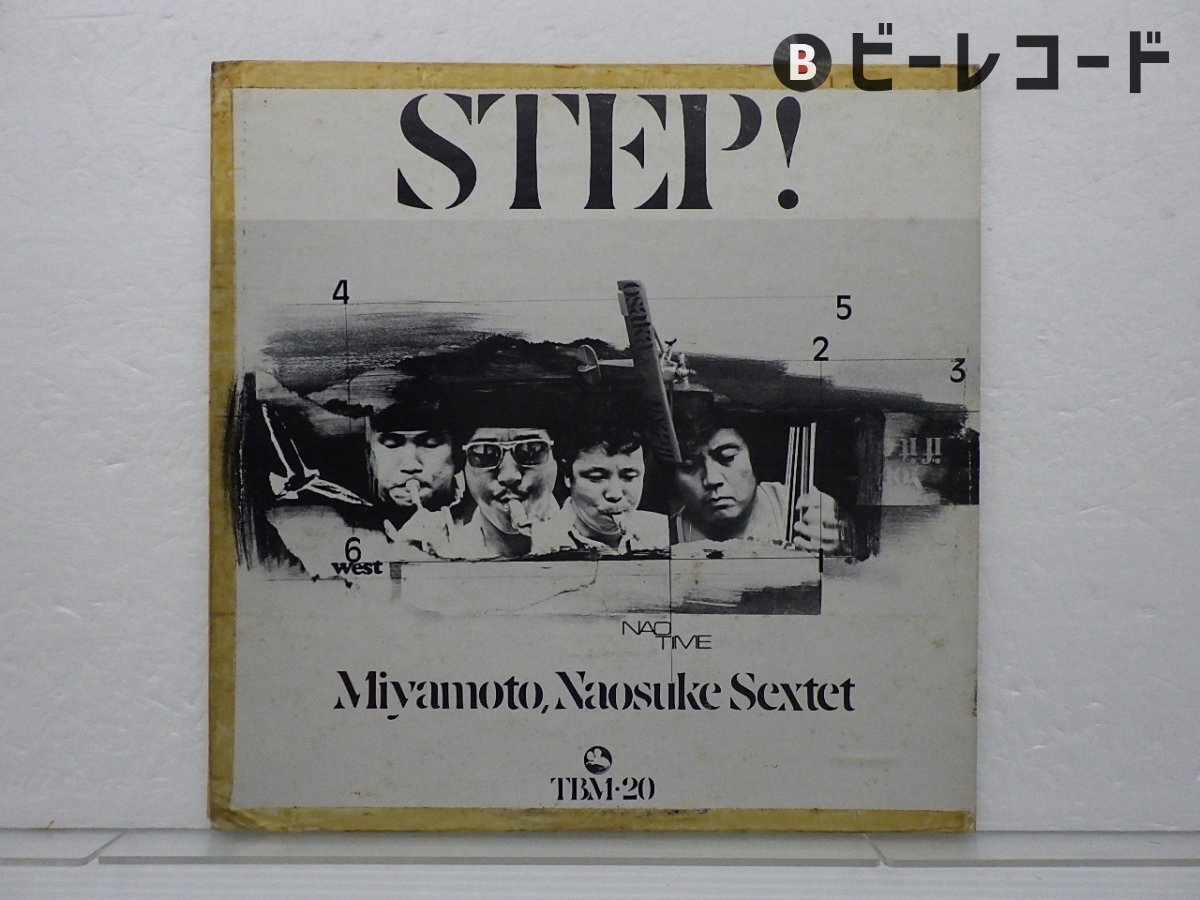 B ビーレコード
STEP!
4
5
2
3
6
west
NAO
TIME
Miyamoto, Naosuke Sextet
TBM·20